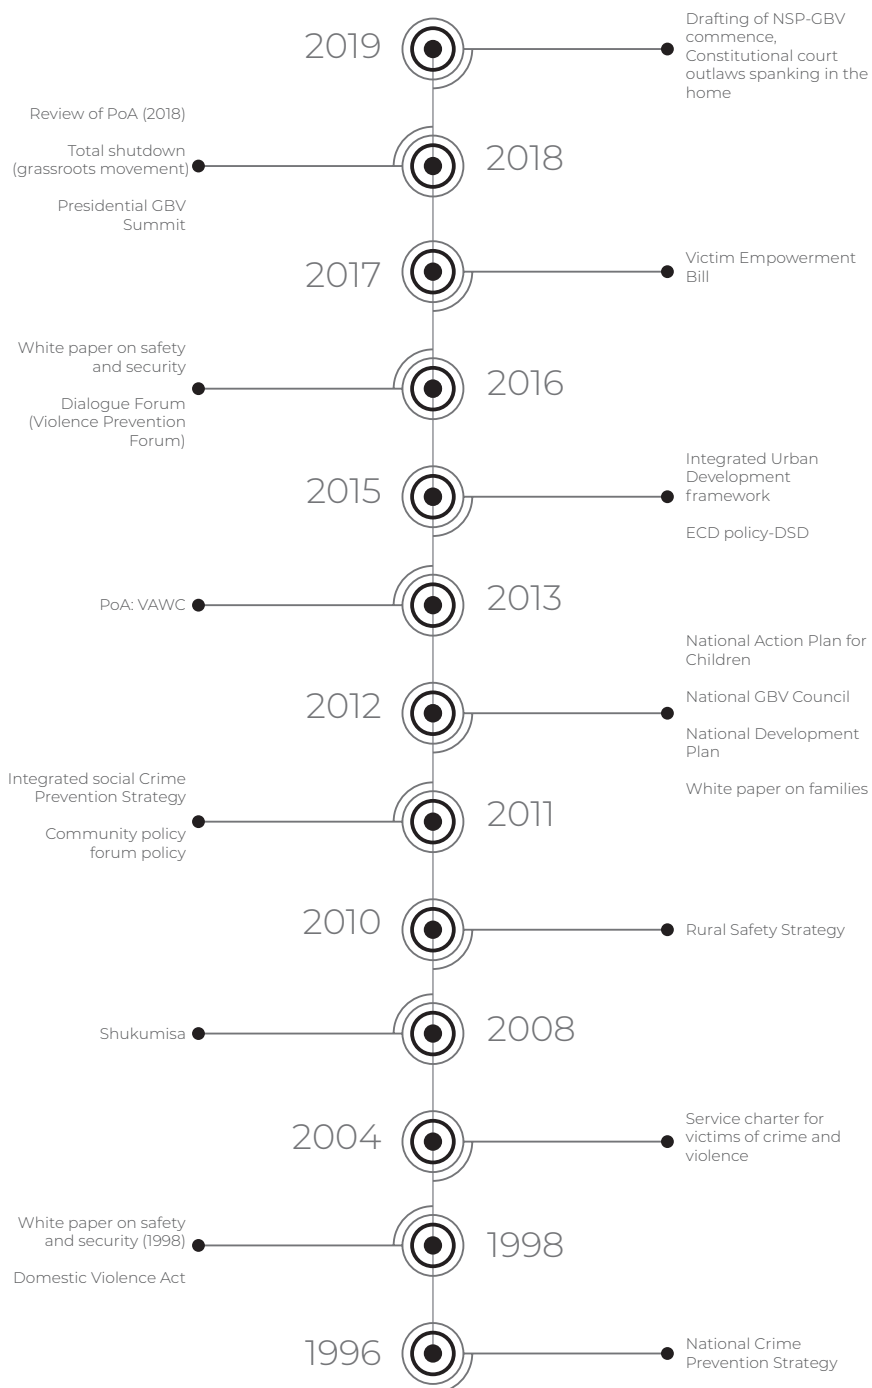 2019
Drafting of NSP-GBV
commence,
Constitutional court
outlaws spanking in the
home
Review of PoA (2018)
Total shutdown
(grassroots movement)
Presidential GBV
Summit
2018
2017
Victim Empowerment
Bill
White paper on safety
and security
Dialogue Forum
(Violence Prevention
Forum)
2016
2015
Integrated Urban
Development
framework
ECD policy-DSD
PoA: VAWC
2013
2012
National Action Plan for
Children
National GBV Council
National Development
Plan
White paper on families
Integrated social Crime
Prevention Strategy
Community policy
forum policy
2011
2010
Rural Safety Strategy
Shukumisa
2008
2004
Service charter for
victims of crime and
violence
White paper on safety
and security (1998)
Domestic Violence Act
1998
1996
National Crime
Prevention Strategy